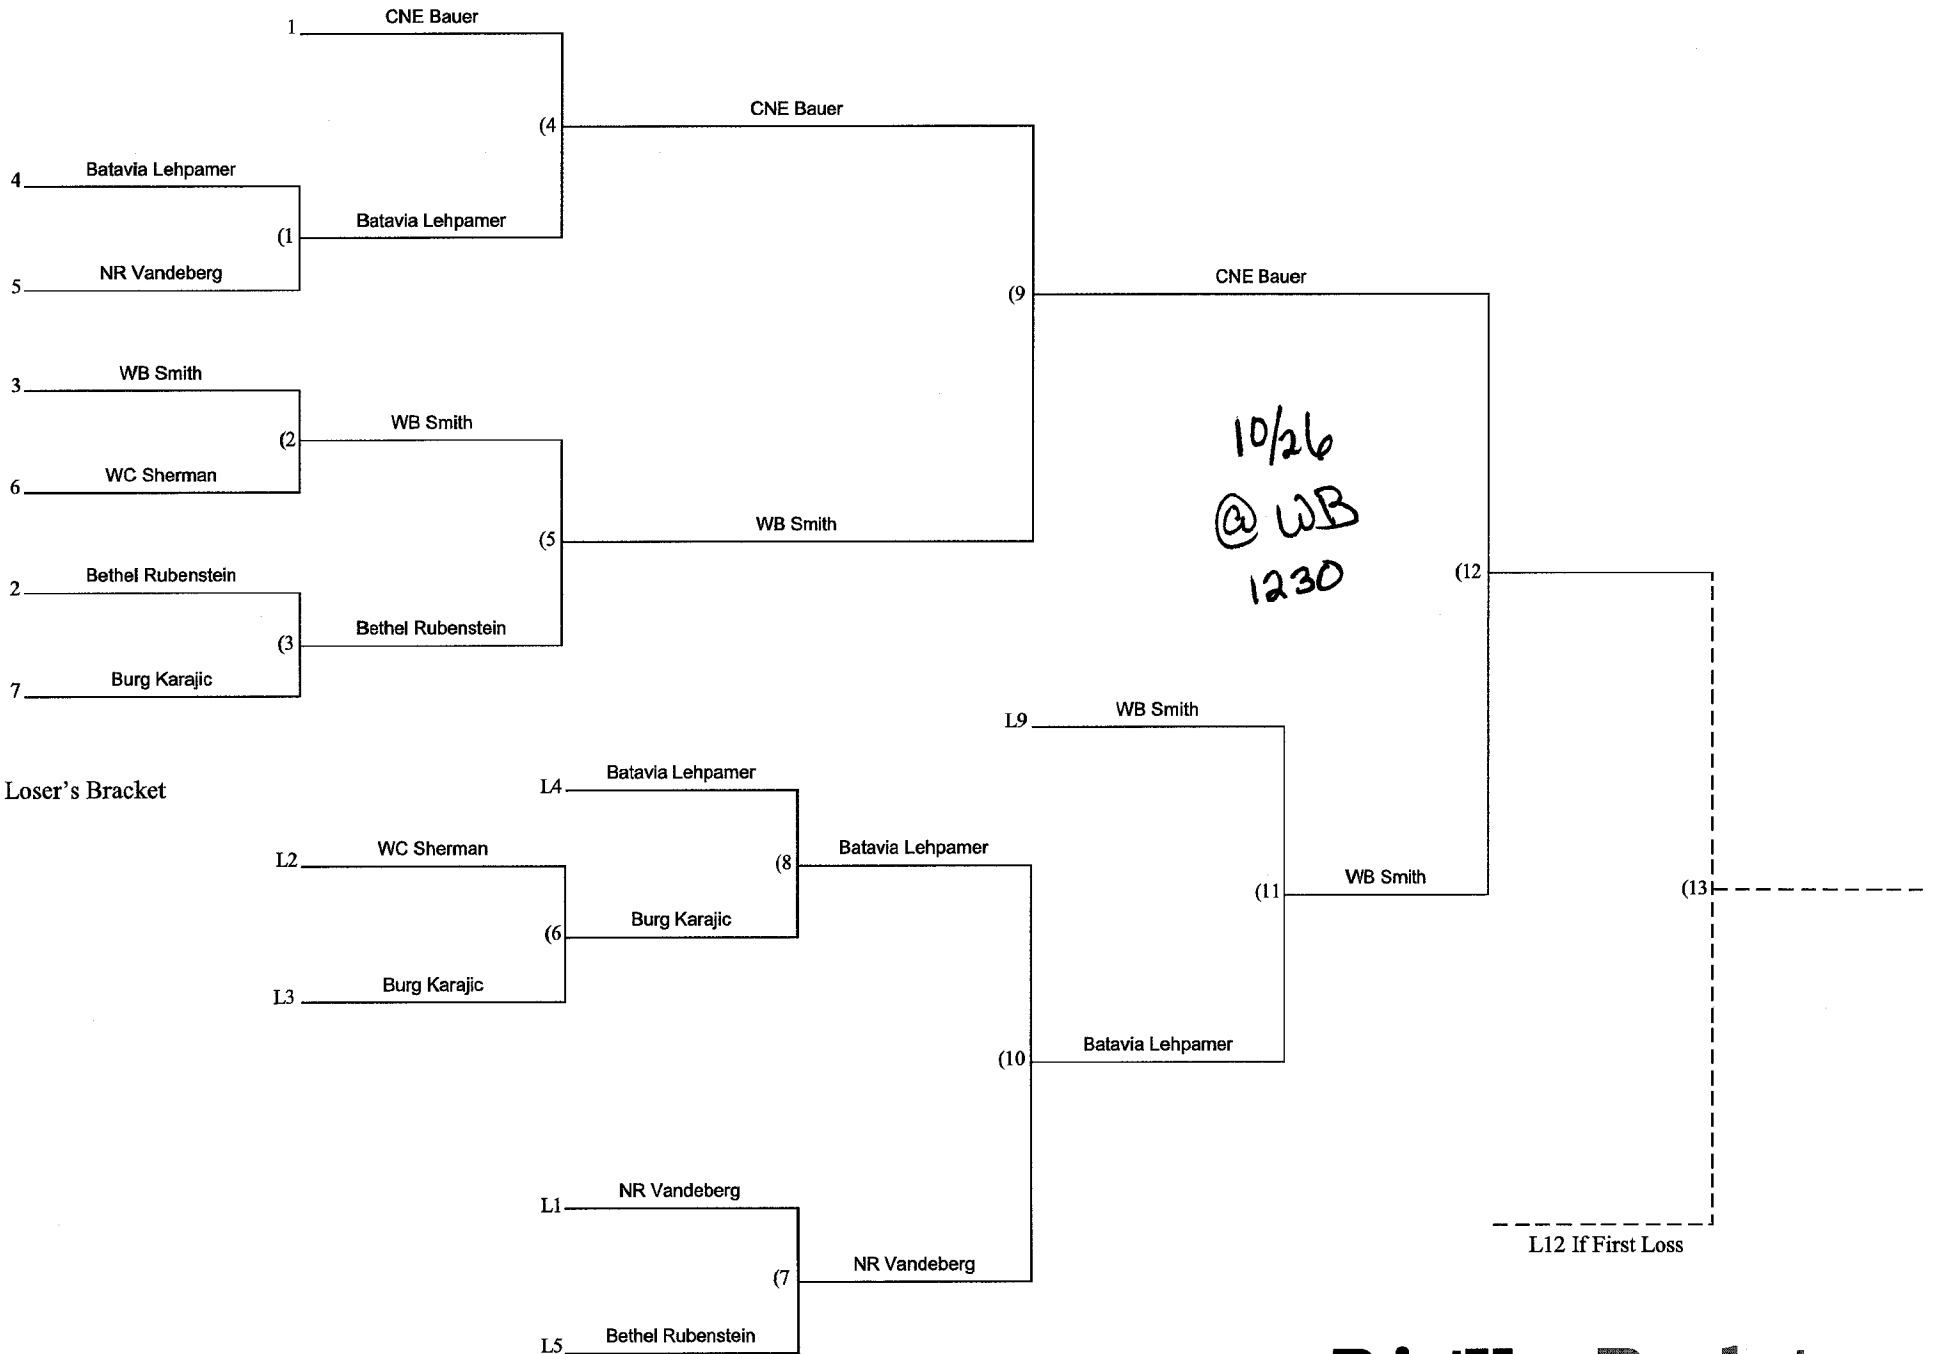 1 CNE Bauer
(4 CNE Bauer
4 Batavia Lehpamer
(1 Batavia Lehpamer
5 NR Vandeberg
(9 CNE Bauer
3 WB Smith
(2 WB Smith
6 WC Sherman
(5 WB Smith
2 Bethel Rubenstein
(3 Bethel Rubenstein
7 Burg Karajic
10/26
@ WB
1230
(12
Loser's Bracket
L9 WB Smith
L4 Batavia Lehpamer
L2 WC Sherman
(8 Batavia Lehpamer
(6 Burg Karajic
L3 Burg Karajic
(11 WB Smith
(13
(10 Batavia Lehpamer
L1 NR Vandeberg
(7 NR Vandeberg
L5 Bethel Rubenstein
L12 If First Loss